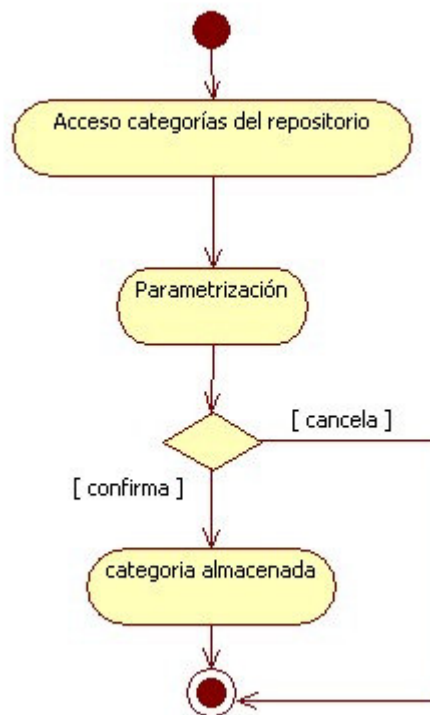 Acceso categorías del repositorio
Parametrización
[ cancela ]
[ confirma ]
categoria almacenada